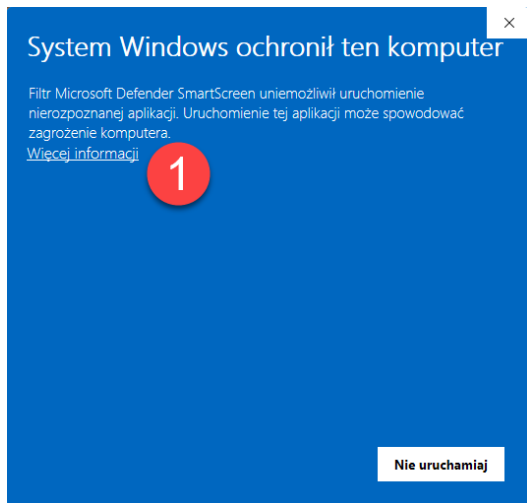 System Windows ochronił ten komputer
Filtr Microsoft Defender SmartScreen uniemożliwił uruchomienie
nierozpoznanej aplikacji. Uruchomienie tej aplikacji może spowodować
zagrożenie komputera.
Więcej informacji
1
Nie uruchamiaj